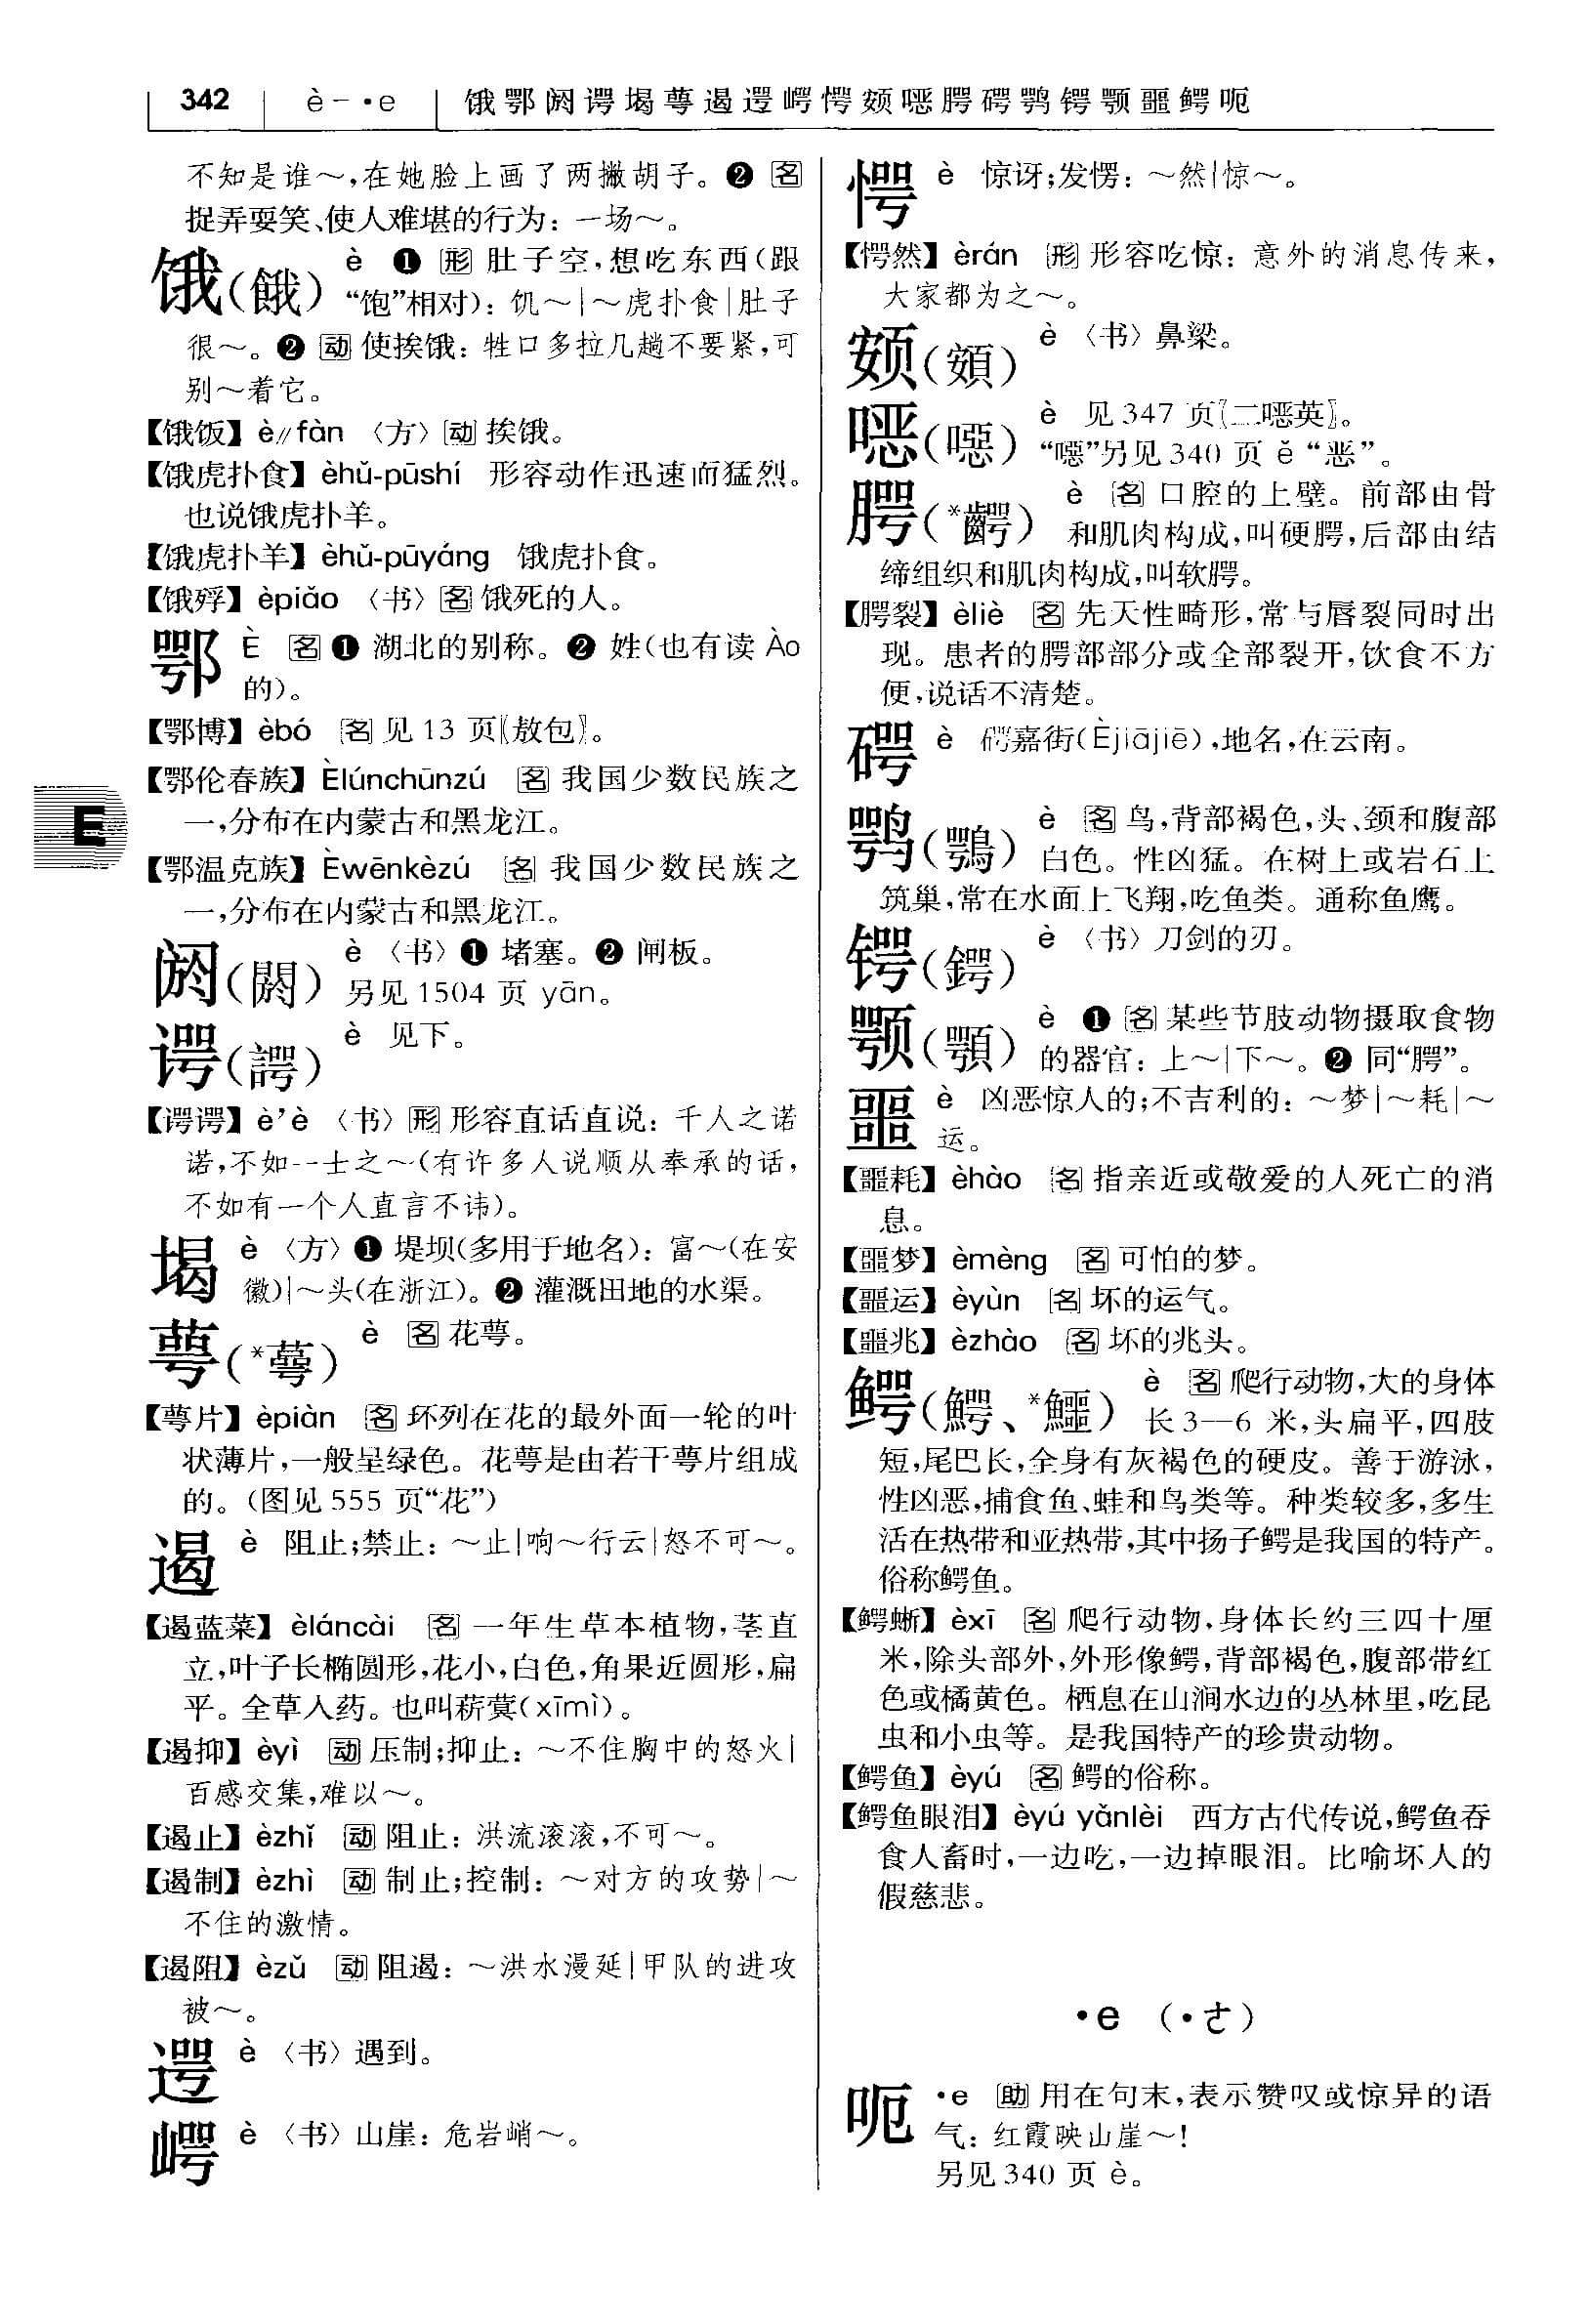 342 è-·e 饿鄂阏谔堨萼遏遌崿愕頞噁腭碍鹗锷颚噩鳄呃
不知是谁～,在她脸上画了两撇胡子。❷ 名
捉弄耍笑、使人难堪的行为：一场～。
饿(餓) è ❶ 形 肚子空,想吃东西(跟
“饱”相对)：饥～|～虎扑食|肚子
很～。❷ 动 使挨饿：牲口多拉几趟不要紧,可
别～着它。
【饿饭】è//fàn 〈方〉动 挨饿。
【饿虎扑食】èhǔ-pūshí 形容动作迅速而猛烈。
也说饿虎扑羊。
【饿虎扑羊】èhǔ-pūyáng 饿虎扑食。
【饿殍】èpiǎo 〈书〉名 饿死的人。
鄂 È 名 ❶ 湖北的别称。❷ 姓(也有读 Ào
的)。
【鄂博】èbó 名 见 13 页〖敖包〗。
【鄂伦春族】Èlúnchūnzú 名 我国少数民族之
一,分布在内蒙古和黑龙江。
【鄂温克族】Èwēnkèzú 名 我国少数民族之
一,分布在内蒙古和黑龙江。
E
阏(閼) è 〈书〉❶ 堵塞。❷ 闸板。
另见 1504 页 yān。
谔(諤) è 见下。
【谔谔】è’è 〈书〉形 形容直话直说：千人之诺
诺,不如一士之～(有许多人说顺从奉承的话,
不如有一个人直言不讳)。
堨 è 〈方〉❶ 堤坝(多用于地名)：富～(在安
徽)|～头(在浙江)。❷ 灌溉田地的水渠。
萼(*蕚) è 名 花萼。
【萼片】èpiàn 名 环列在花的最外面一轮的叶
状薄片,一般呈绿色。花萼是由若干萼片组成
的。(图见 555 页“花”)
遏 è 阻止;禁止：～止|响～行云|怒不可～。
【遏蓝菜】èláncài 名 一年生草本植物,茎直
立,叶子长椭圆形,花小,白色,角果近圆形,扁
平。全草入药。也叫菥蓂(xīmì)。
【遏抑】èyì 动 压制;抑止：～不住胸中的怒火|
百感交集,难以～。
【遏止】èzhǐ 动 阻止：洪流滚滚,不可～。
【遏制】èzhì 动 制止;控制：～对方的攻势|～
不住的激情。
【遏阻】èzǔ 动 阻遏：～洪水漫延|甲队的进攻
被～。
遌 è 〈书〉遇到。
崿 è 〈书〉山崖：危岩峭～。
愕 è 惊讶;发愣：～然|惊～。
【愕然】èrán 形 形容吃惊：意外的消息传来,
大家都为之～。
頞(頞) è 〈书〉鼻梁。
噁(噁) è 见 347 页〖二噁英〗。
“噁”另见 340 页 ě “恶”。
腭(*齶) è 名 口腔的上壁。前部由骨
和肌肉构成,叫硬腭,后部由结
缔组织和肌肉构成,叫软腭。
【腭裂】èliè 名 先天性畸形,常与唇裂同时出
现。患者的腭部部分或全部裂开,饮食不方
便,说话不清楚。
䂳 è 䂳嘉街(Èjiājiē),地名,在云南。
鹗(鶚) è 名 鸟,背部褐色,头、颈和腹部
白色。性凶猛。在树上或岩石上
筑巢,常在水面上飞翔,吃鱼类。通称鱼鹰。
锷(鍔) è 〈书〉刀剑的刃。
颚(顎) è ❶ 名 某些节肢动物摄取食物
的器官：上～|下～。❷ 同“腭”。
噩 è 凶恶惊人的;不吉利的：～梦|～耗|～
运。
【噩耗】èhào 名 指亲近或敬爱的人死亡的消
息。
【噩梦】èmèng 名 可怕的梦。
【噩运】èyùn 名 坏的运气。
【噩兆】èzhào 名 坏的兆头。
鳄(鰐、*鱷) è 名 爬行动物,大的身体
长 3—6 米,头扁平,四肢
短,尾巴长,全身有灰褐色的硬皮。善于游泳,
性凶恶,捕食鱼、蛙和鸟类等。种类较多,多生
活在热带和亚热带,其中扬子鳄是我国的特产。
俗称鳄鱼。
【鳄蜥】èxī 名 爬行动物,身体长约三四十厘
米,除头部外,外形像鳄,背部褐色,腹部带红
色或橘黄色。栖息在山涧水边的丛林里,吃昆
虫和小虫等。是我国特产的珍贵动物。
【鳄鱼】èyú 名 鳄的俗称。
【鳄鱼眼泪】èyú yǎnlèi 西方古代传说,鳄鱼吞
食人畜时,一边吃,一边掉眼泪。比喻坏人的
假慈悲。
·e (·ㄜ)
呃 ·e 助 用在句末,表示赞叹或惊异的语
气：红霞映山崖～!
另见 340 页 è。